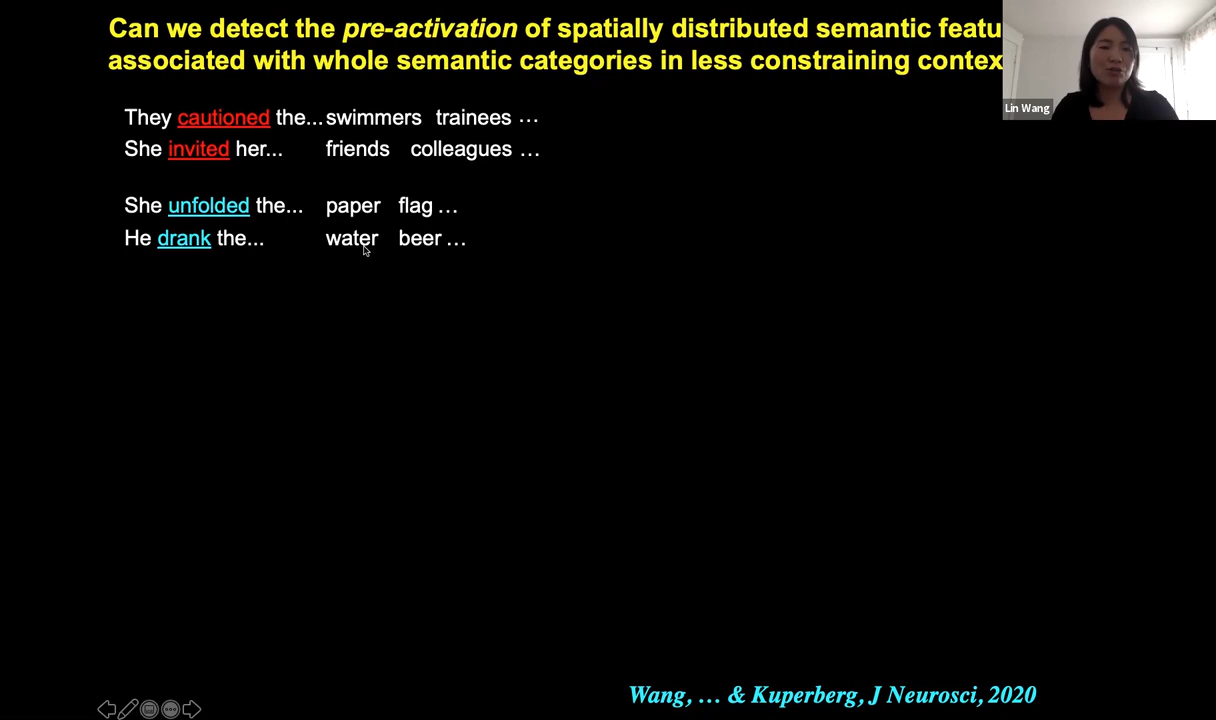 Can we detect the pre-activation of spatially distributed semantic featu
associated with whole semantic categories in less constraining contex
Lin Wang
They cautioned the... swimmers trainees ...
She invited her... friends colleagues ...
She unfolded the... paper flag ...
He drank the... water beer ...
Wang, ... & Kuperberg, J Neurosci, 2020